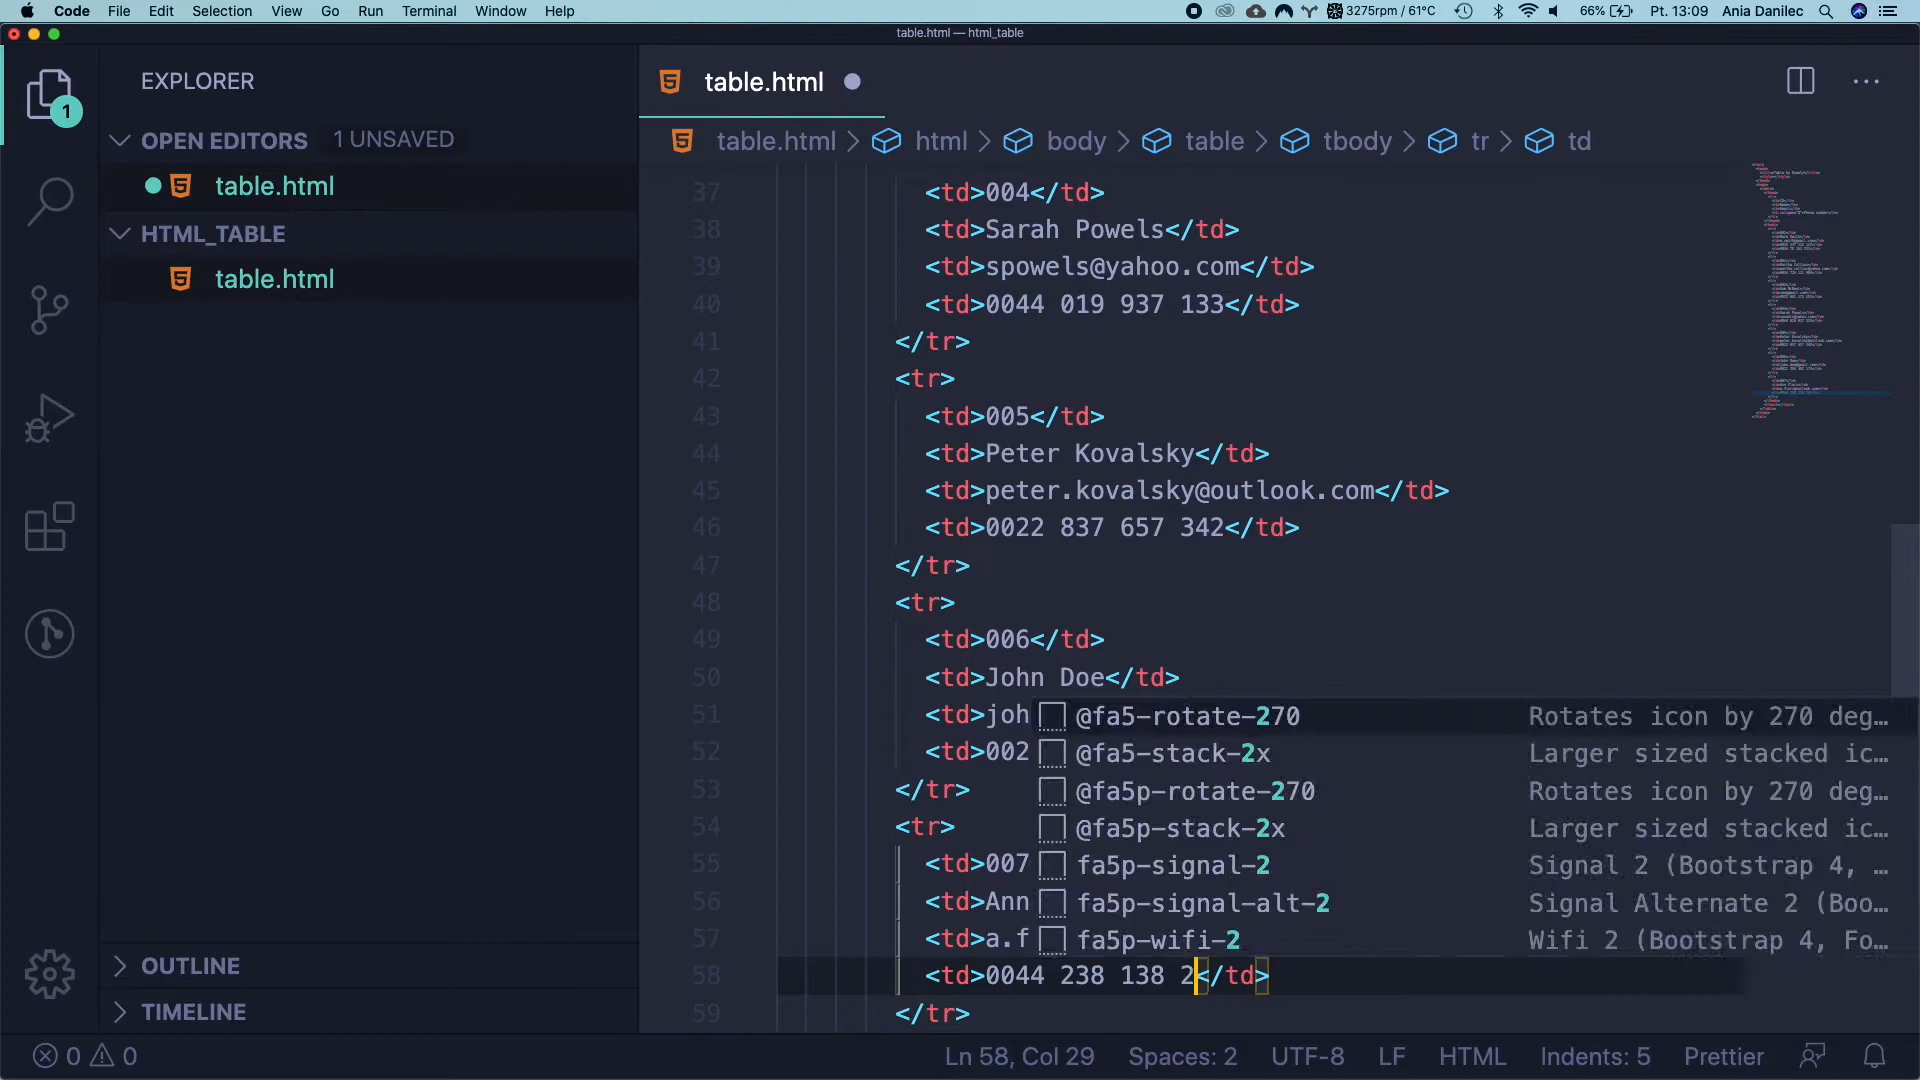 Code File Edit Selection View Go Run Terminal Window Help 3275rpm / 61°C 66% Pt. 13:09 Ania Danilec
table.html — html_table
EXPLORER
1
OPEN EDITORS 1 UNSAVED
table.html
HTML_TABLE
table.html
OUTLINE
TIMELINE
table.html
table.html > html > body > table > tbody > tr > td
37 <td>004</td>
38 <td>Sarah Powels</td>
39 <td>spowels@yahoo.com</td>
40 <td>0044 019 937 133</td>
41 </tr>
42 <tr>
43 <td>005</td>
44 <td>Peter Kovalsky</td>
45 <td>peter.kovalsky@outlook.com</td>
46 <td>0022 837 657 342</td>
47 </tr>
48 <tr>
49 <td>006</td>
50 <td>John Doe</td>
51 <td>joh @fa5-rotate-270 Rotates icon by 270 deg…
52 <td>002 @fa5-stack-2x Larger sized stacked ic…
53 </tr> @fa5p-rotate-270 Rotates icon by 270 deg…
54 <tr> @fa5p-stack-2x Larger sized stacked ic…
55 <td>007 fa5p-signal-2 Signal 2 (Bootstrap 4, …
56 <td>Ann fa5p-signal-alt-2 Signal Alternate 2 (Boo…
57 <td>a.f fa5p-wifi-2 Wifi 2 (Bootstrap 4, Fo…
58 <td>0044 238 138 2</td>
59 </tr>
0 0 Ln 58, Col 29 Spaces: 2 UTF-8 LF HTML Indents: 5 Prettier